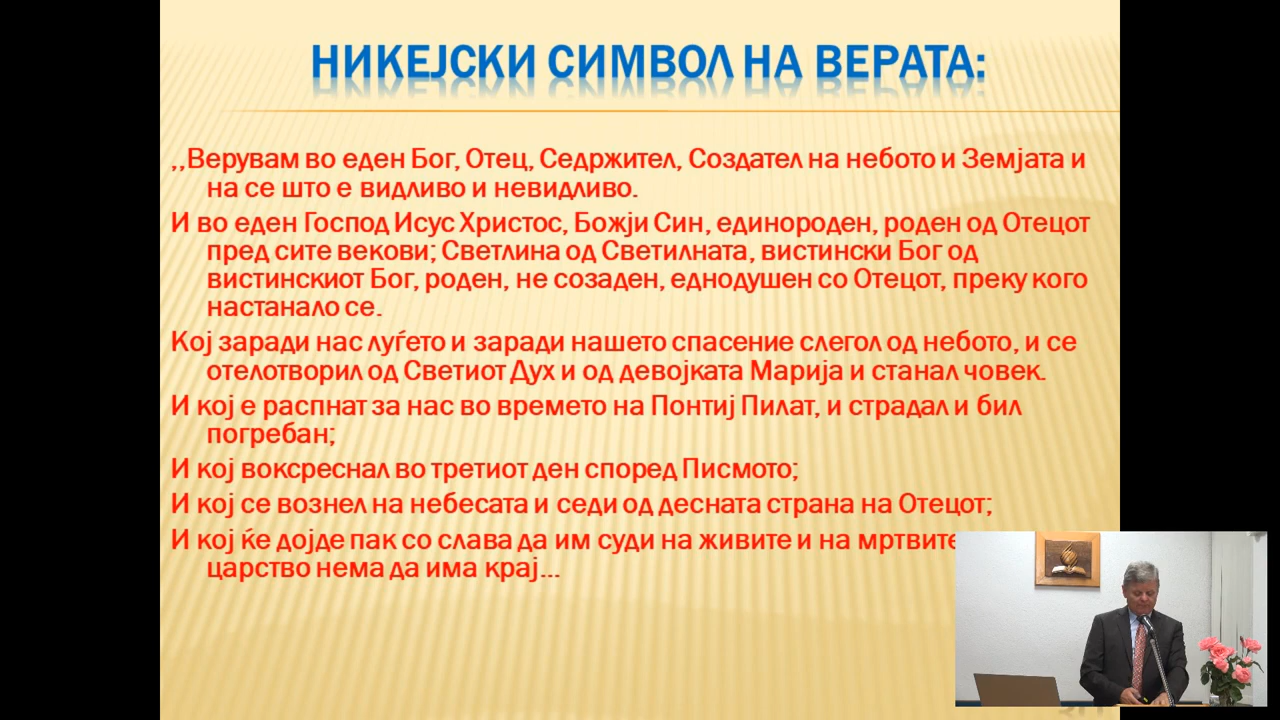 НИКЕЈСКИ СИМВОЛ НА ВЕРАТА:
,,Верувам во еден Бог, Отец, Седржител, Создател на небото и Земјата и
на се што е видливо и невидливо.
И во еден Господ Исус Христос, Божји Син, единороден, роден од Отецот
пред сите векови; Светлина од Светилната, вистински Бог од
вистинскиот Бог, роден, не созаден, еднодушен со Отецот, преку кого
настанало се.
Кој заради нас луѓето и заради нашето спасение слегол од небото, и се
отелотворил од Светиот Дух и од девојката Марија и станал човек.
И кој е распнат за нас во времето на Понтиј Пилат, и страдал и бил
погребан;
И кој воксреснал во третиот ден според Писмото;
И кој се вознел на небесата и седи од десната страна на Отецот;
И кој ќе дојде пак со слава да им суди на живите и на мртвите
царство нема да има крај...